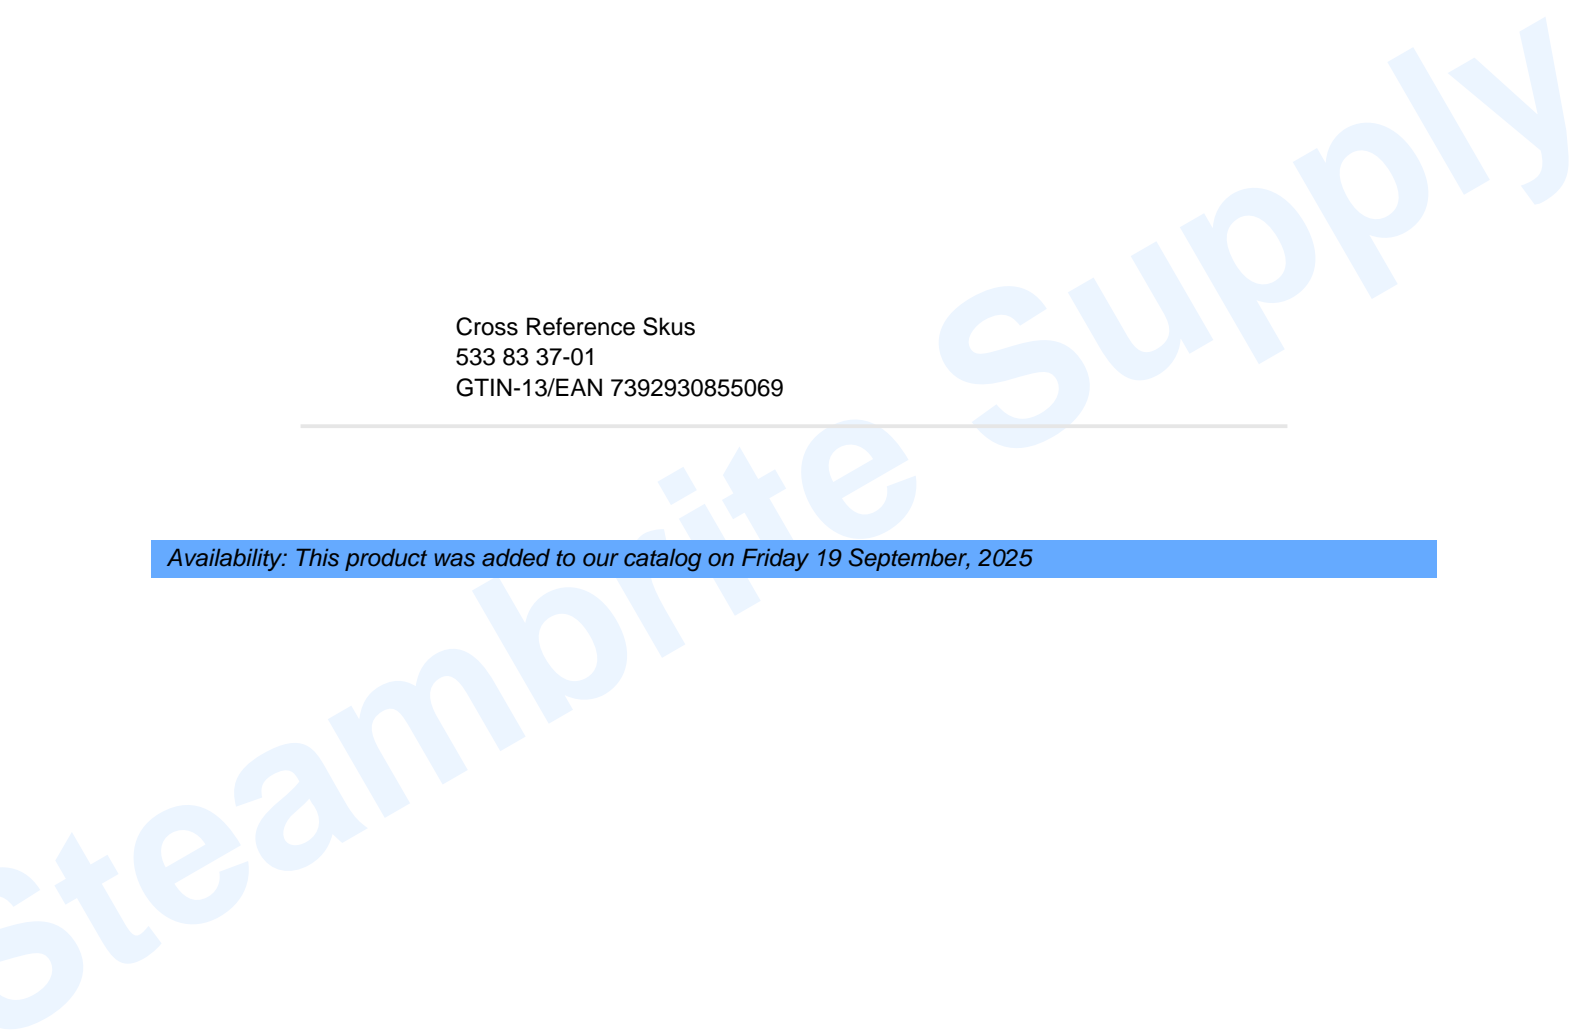 Cross Reference Skus
533 83 37-01
GTIN-13/EAN 7392930855069
Availability: This product was added to our catalog on Friday 19 September, 2025
Steambrite Supply